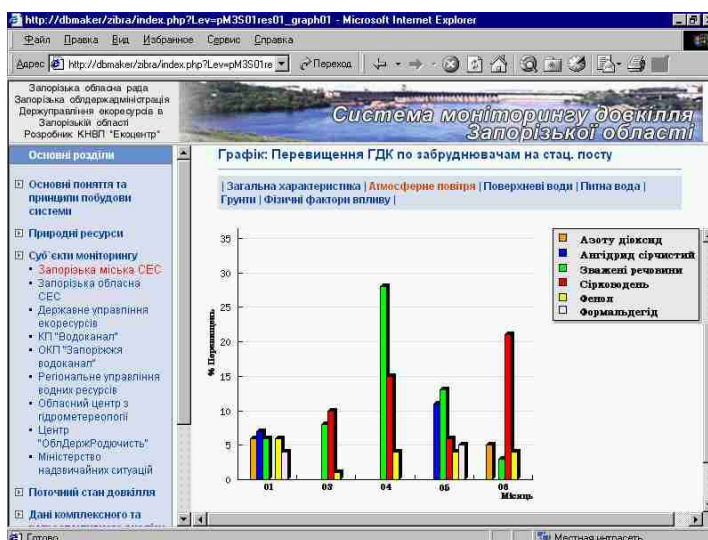 http://dbmaker/zibra/index.php?Lev=pM3S01res01_graph01 - Microsoft Internet Explorer
Файл Правка Вид Избранное Сервис Справка
Адрес http://dbmaker/zibra/index.php?Lev=pM3S01re Переход
Запорізька обласна рада
Запорізька облдержадміністрація
Держуправління екоресурсів в
Запорізькій області
Розробник КНВП "Екоцентр"
Система моніторингу довкілля
Запорізької області
Основні розділи
Основні поняття та
принципи побудови
системи
Природні ресурси
Суб`єкти моніторингу
Запорізька міська СЕС
Запорізька обласна
СЕС
Державне управління
екоресурсів
КП "Водоканал"
ОКП "Запоріжжя
водоканал"
Регіональне управління
водних ресурсів
Обласний центр з
гідрометереології
Центр
"ОблДержРодючисть"
Міністерство
надзвичайних ситуацій
Поточний стан довкілля
Дані комплексного та
Графік: Перевищення ГДК по забруднювачам на стац. посту
| Загальна характеристика | Атмосферне повітря | Поверхневі води | Питна вода |
Грунти | Фізичні фактори впливу |
% Перевищень
35
30
25
20
15
10
5
0
01 03 04 05 08
Місяць
Азоту діоксид
Ангідрид сірчистий
Зважені речовини
Сірководень
Фенол
Формальдегід
Готово
Местная интрасеть